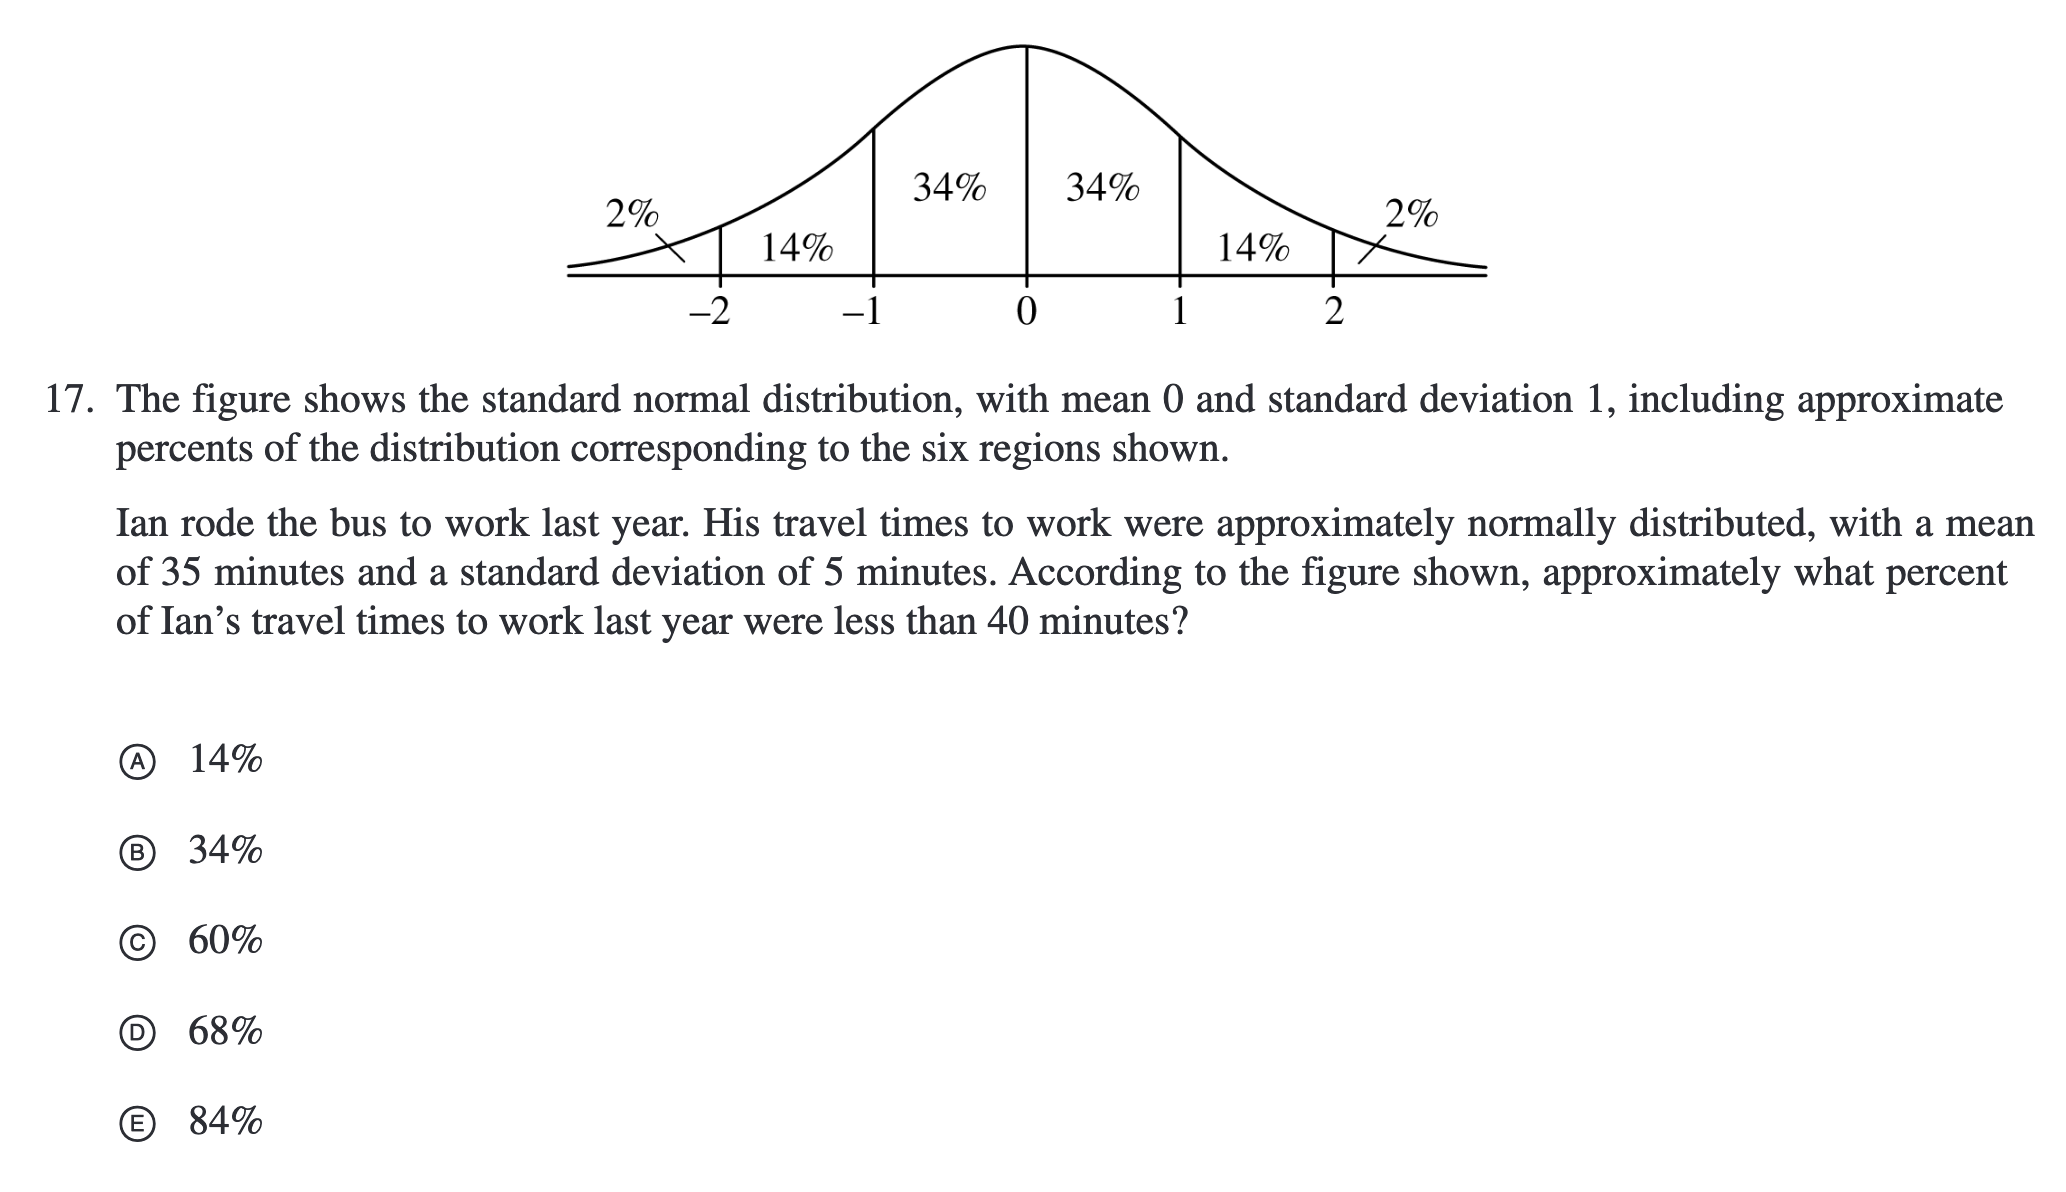 34% 34%
2% 2%
14% 14%
–2 –1 0 1 2
17. The figure shows the standard normal distribution, with mean 0 and standard deviation 1, including approximate
percents of the distribution corresponding to the six regions shown.
Ian rode the bus to work last year. His travel times to work were approximately normally distributed, with a mean
of 35 minutes and a standard deviation of 5 minutes. According to the figure shown, approximately what percent
of Ian’s travel times to work last year were less than 40 minutes?
A 14%
B 34%
C 60%
D 68%
E 84%